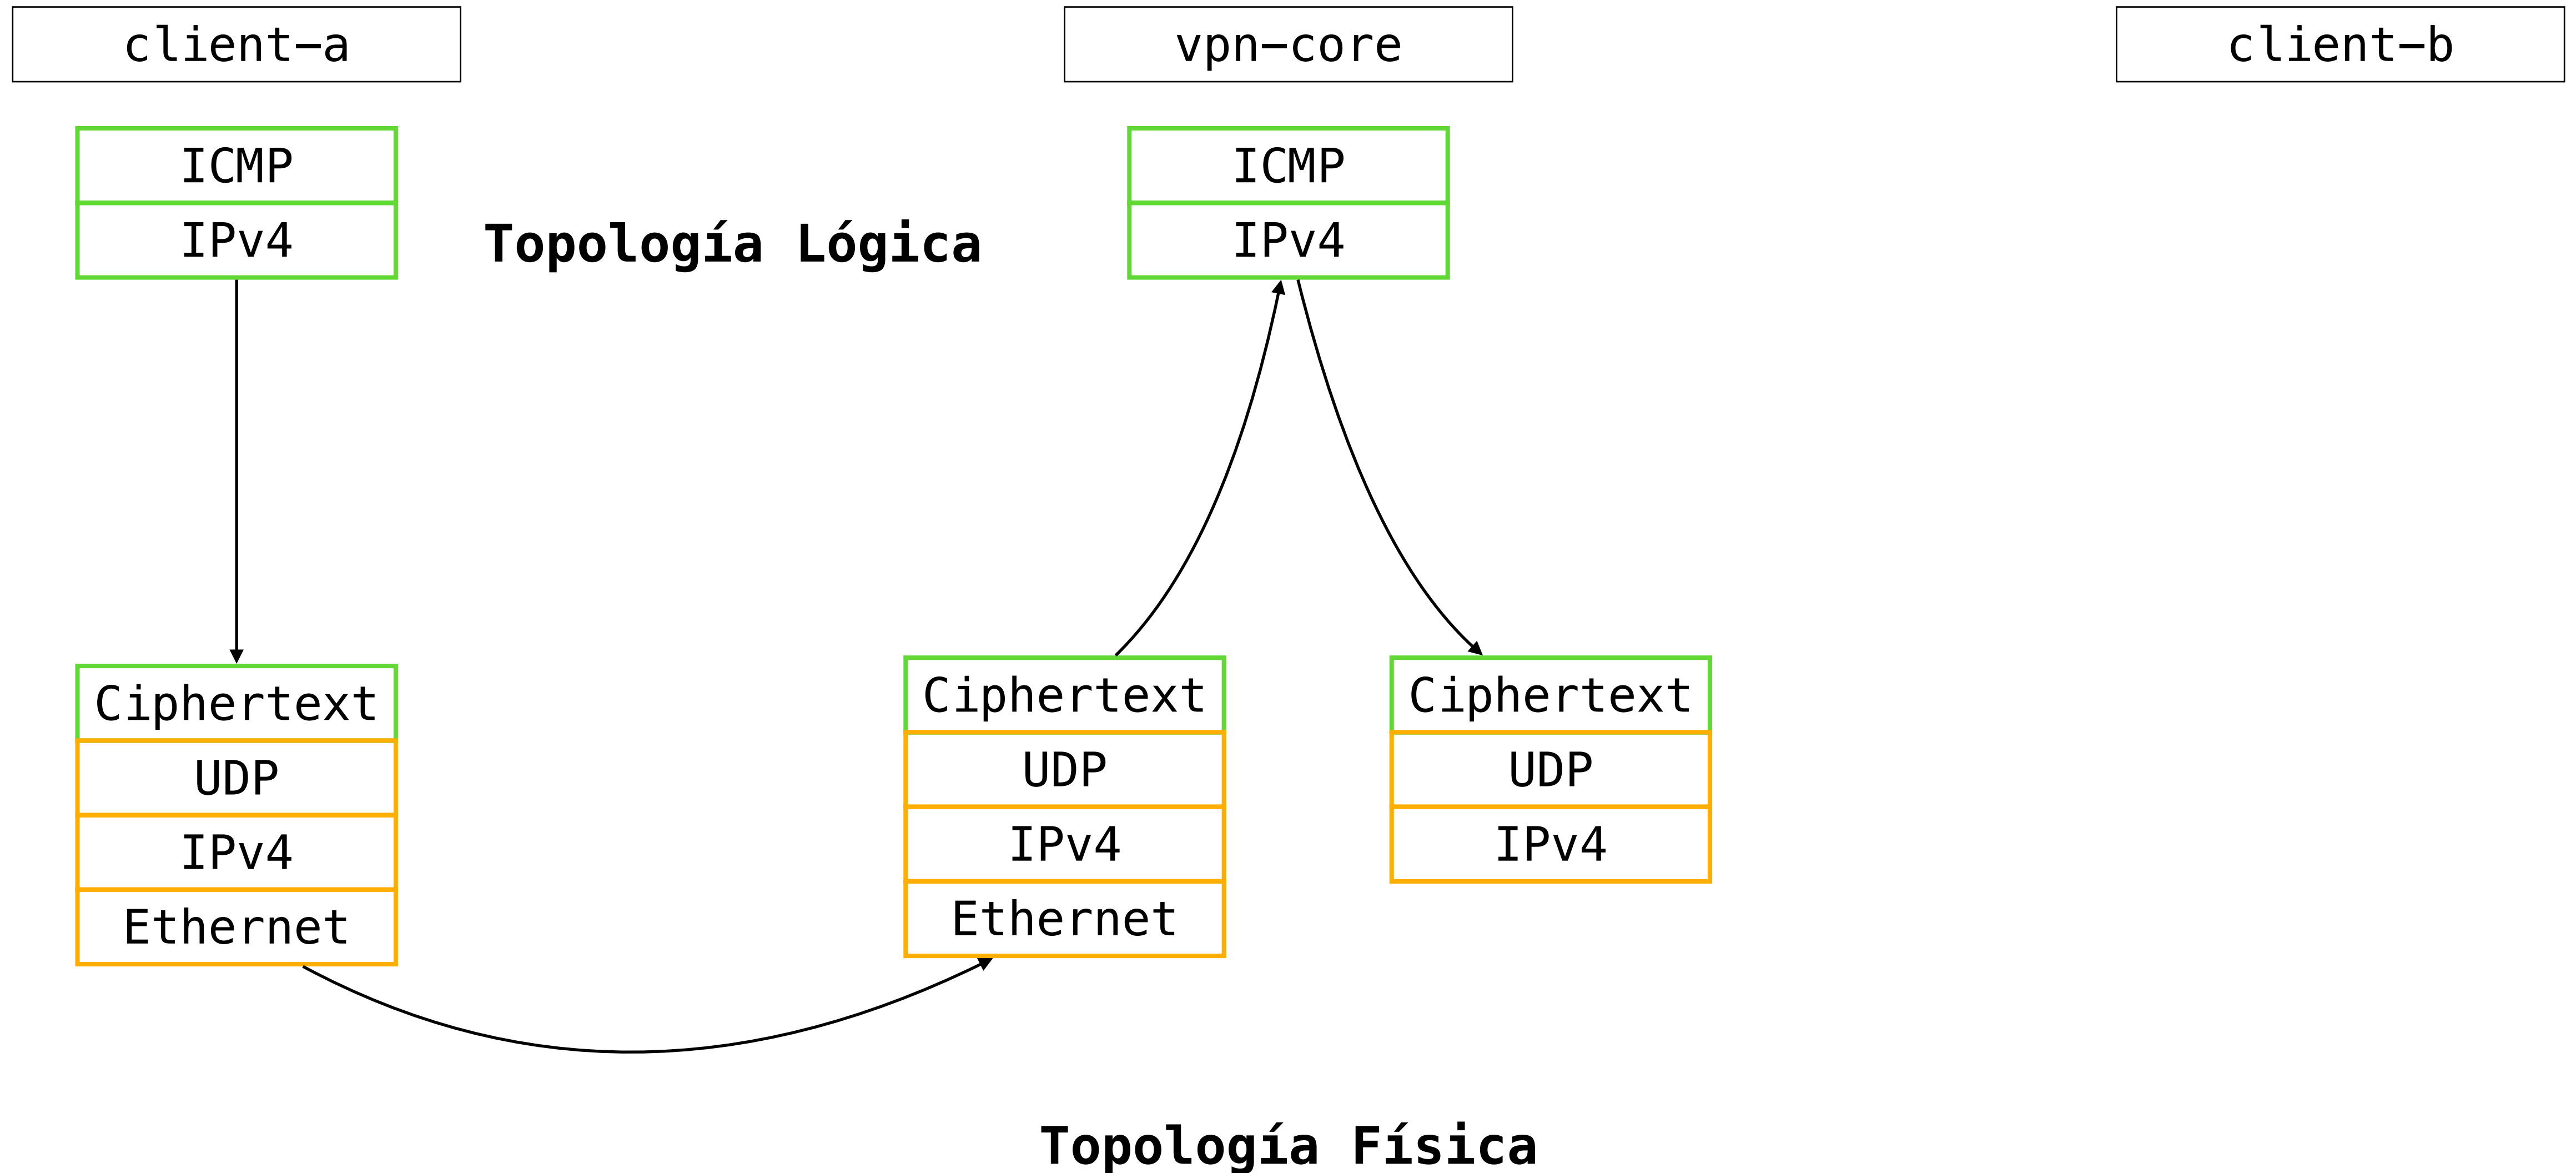 client-a
vpn-core
client-b
ICMP
IPv4
Topología Lógica
ICMP
IPv4
Ciphertext
UDP
IPv4
Ethernet
Ciphertext
UDP
IPv4
Ethernet
Ciphertext
UDP
IPv4
Topología Física